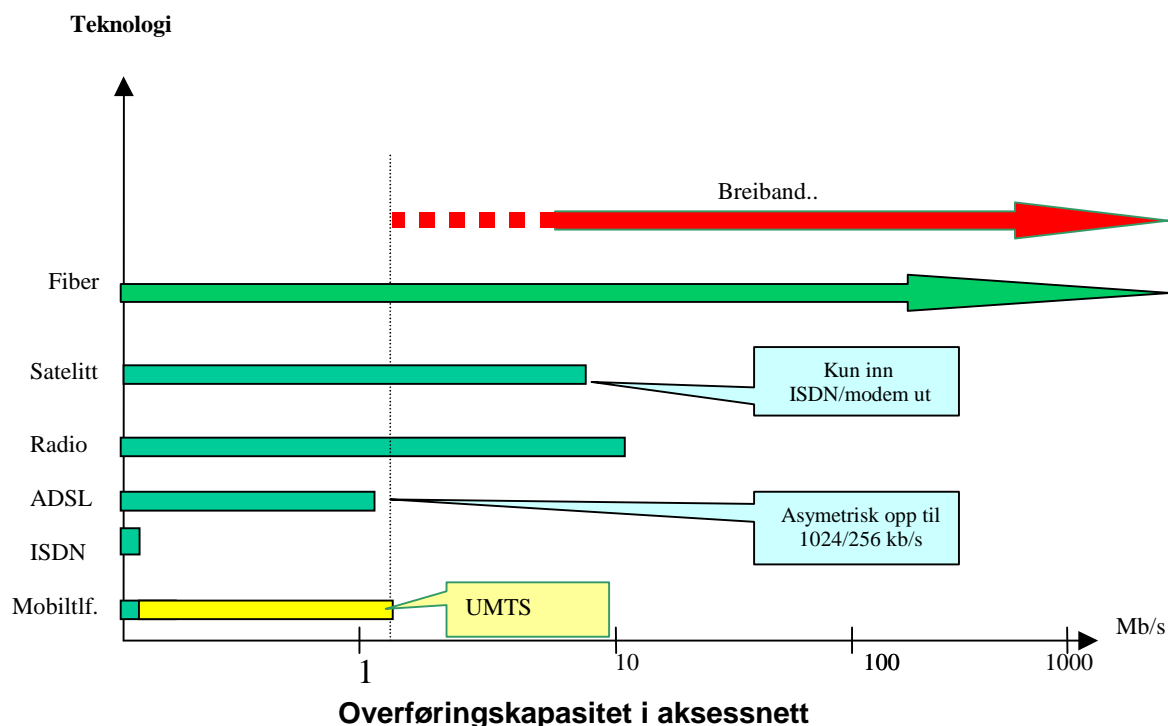 Teknologi
Breiband..
Fiber
Satelitt
Kun inn
ISDN/modem ut
Radio
ADSL
Asymetrisk opp til
1024/256 kb/s
ISDN
Mobiltlf.
UMTS
Mb/s
1
10
100
1000
Overføringskapasitet i aksessnett